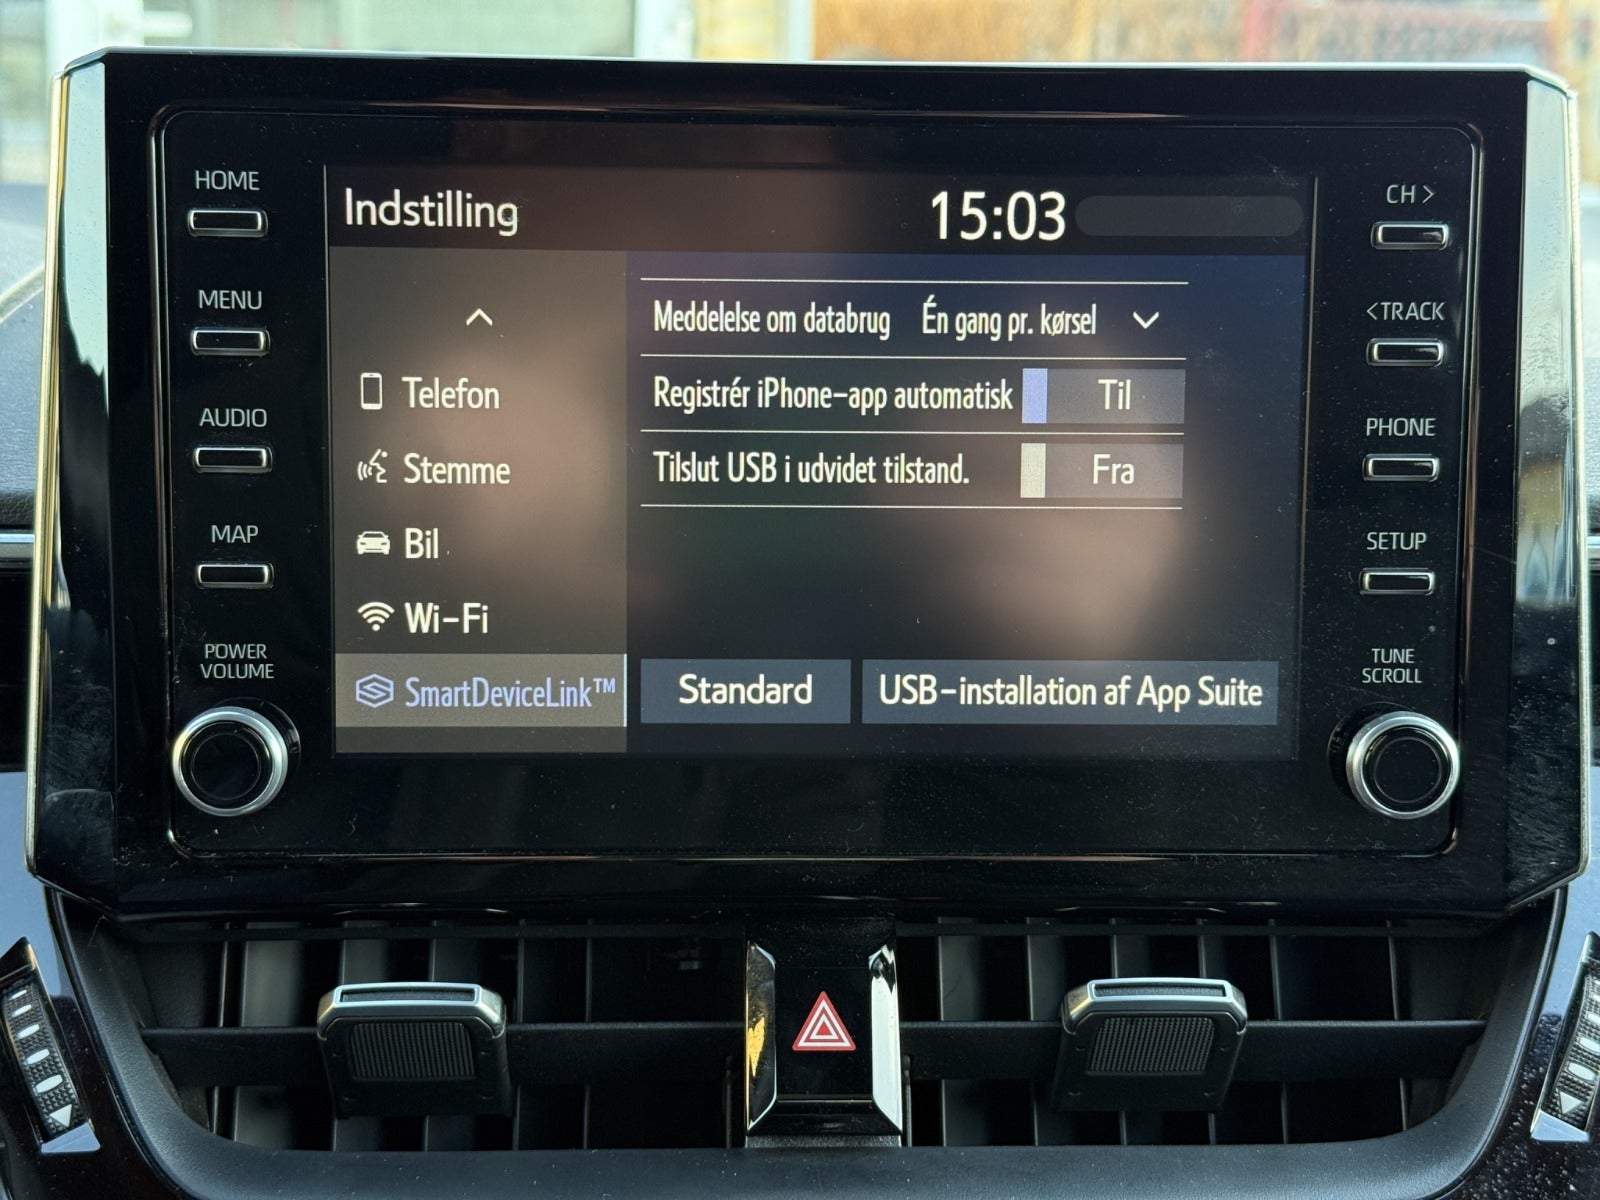 HOME
MENU
AUDIO
MAP
POWER
VOLUME
Indstilling
15:03
Telefon
Stemme
Bil
Wi-Fi
SmartDeviceLink™
Meddelelse om databrug Én gang pr. kørsel
Registrér iPhone-app automatisk Til
Tilslut USB i udvidet tilstand. Fra
Standard
USB-installation af App Suite
CH >
<TRACK
PHONE
SETUP
TUNE
SCROLL